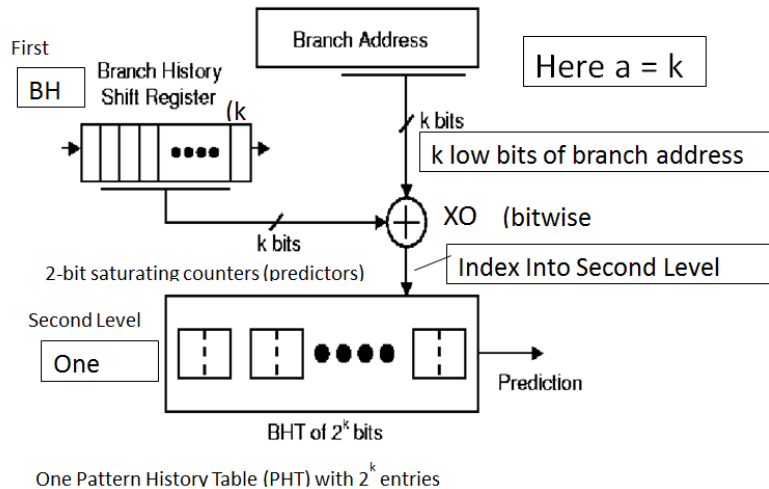 First
BH
Branch History
Shift Register
(k
Branch Address
Here a = k
k bits
k low bits of branch address
XO (bitwise
k bits
2-bit saturating counters (predictors)
Index Into Second Level
Second Level
One
Prediction
BHT of 2^k bits
One Pattern History Table (PHT) with 2^k entries